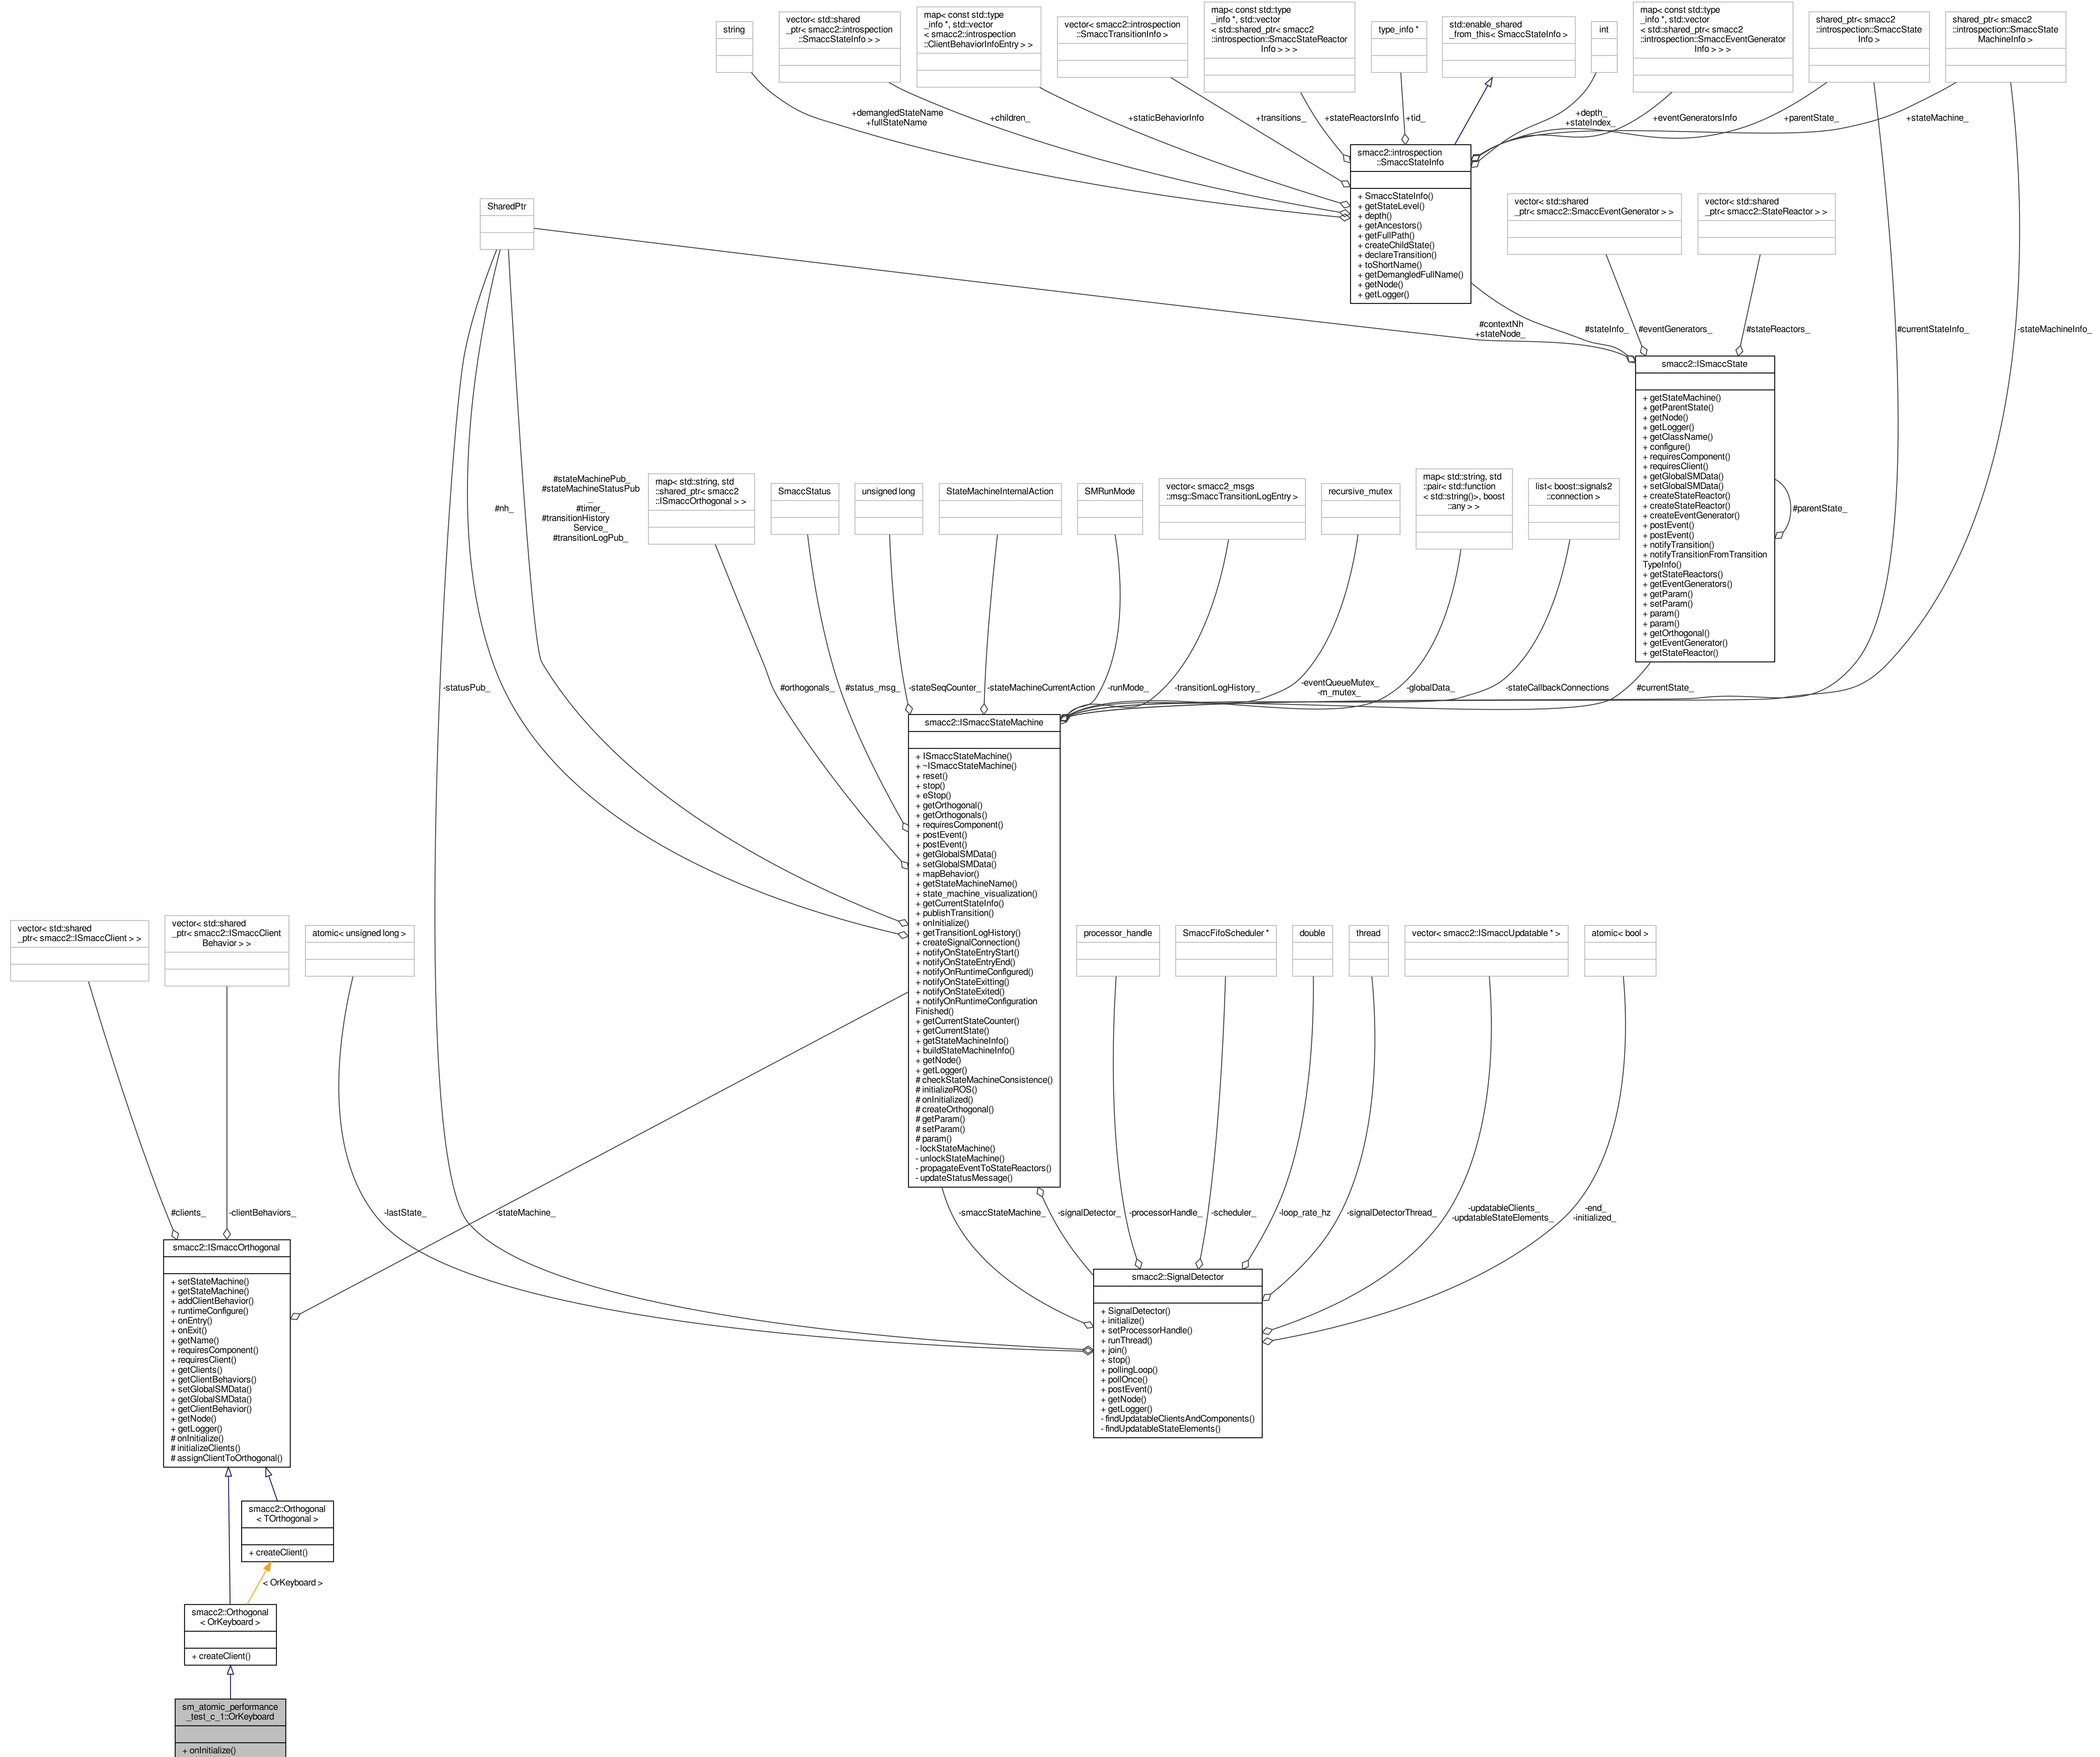 string
vector< std::shared
_ptr< smacc2::introspection
::SmaccStateInfo > >
map< const std::type
_info *, std::vector
< smacc2::introspection
::ClientBehaviorInfoEntry > >
vector< smacc2::introspection
::SmaccTransitionInfo >
map< const std::type
_info *, std::vector
< std::shared_ptr< smacc2
::introspection::SmaccStateReactor
Info > > >
type_info *
std::enable_shared
_from_this< SmaccStateInfo >
int
map< const std::type
_info *, std::vector
< std::shared_ptr< smacc2
::introspection::SmaccEventGenerator
Info > > >
shared_ptr< smacc2
::introspection::SmaccState
Info >
shared_ptr< smacc2
::introspection::SmaccState
MachineInfo >
+demangledStateName
+fullStateName
+children_
+staticBehaviorInfo
+transitions_
+stateReactorsInfo
+tid_
+depth_
+stateIndex_
+eventGeneratorsInfo
+parentState_
+stateMachine_
smacc2::introspection
::SmaccStateInfo
+ SmaccStateInfo()
+ getStateLevel()
+ depth()
+ getAncestors()
+ getFullPath()
+ createChildState()
+ declareTransition()
+ toShortName()
+ getDemangledFullName()
+ getNode()
+ getLogger()
SharedPtr
vector< std::shared
_ptr< smacc2::SmaccEventGenerator > >
vector< std::shared
_ptr< smacc2::StateReactor > >
#contextNh
+stateNode_
#stateInfo_
#eventGenerators_
#stateReactors_
#currentStateInfo_
-stateMachineInfo_
smacc2::ISmaccState
+ getStateMachine()
+ getParentState()
+ getNode()
+ getLogger()
+ getClassName()
+ configure()
+ requiresComponent()
+ requiresClient()
+ getGlobalSMData()
+ setGlobalSMData()
+ createStateReactor()
+ createStateReactor()
+ createEventGenerator()
+ postEvent()
+ postEvent()
+ notifyTransition()
+ notifyTransitionFromTransition
TypeInfo()
+ getStateReactors()
+ getEventGenerators()
+ getParam()
+ setParam()
+ param()
+ param()
+ getOrthogonal()
+ getEventGenerator()
+ getStateReactor()
#parentState_
#nh_
#stateMachinePub_
#stateMachineStatusPub
_
#timer_
#transitionHistory
Service_
#transitionLogPub_
map< std::string, std
::shared_ptr< smacc2
::ISmaccOrthogonal > >
SmaccStatus
unsigned long
StateMachineInternalAction
SMRunMode
vector< smacc2_msgs
::msg::SmaccTransitionLogEntry >
recursive_mutex
map< std::string, std
::pair< std::function
< std::string()>, boost
::any > >
list< boost::signals2
::connection >
-statusPub_
#orthogonals_
#status_msg_
-stateSeqCounter_
-stateMachineCurrentAction
-runMode_
-transitionLogHistory_
-eventQueueMutex_
-m_mutex_
-globalData_
-stateCallbackConnections
#currentState_
smacc2::ISmaccStateMachine
+ ISmaccStateMachine()
+ ~ISmaccStateMachine()
+ reset()
+ stop()
+ eStop()
+ getOrthogonal()
+ getOrthogonals()
+ requiresComponent()
+ postEvent()
+ postEvent()
+ getGlobalSMData()
+ setGlobalSMData()
+ mapBehavior()
+ getStateMachineName()
+ state_machine_visualization()
+ getCurrentStateInfo()
+ publishTransition()
+ onInitialize()
+ getTransitionLogHistory()
+ createSignalConnection()
+ notifyOnStateEntryStart()
+ notifyOnStateEntryEnd()
+ notifyOnRuntimeConfigured()
+ notifyOnStateExitting()
+ notifyOnStateExited()
+ notifyOnRuntimeConfiguration
Finished()
+ getCurrentStateCounter()
+ getCurrentState()
+ getStateMachineInfo()
+ buildStateMachineInfo()
+ getNode()
+ getLogger()
# checkStateMachineConsistence()
# initializeROS()
# onInitialized()
# createOrthogonal()
# getParam()
# setParam()
# param()
- lockStateMachine()
- unlockStateMachine()
- propagateEventToStateReactors()
- updateStatusMessage()
vector< std::shared
_ptr< smacc2::ISmaccClient > >
vector< std::shared
_ptr< smacc2::ISmaccClient
Behavior > >
atomic< unsigned long >
processor_handle
SmaccFifoScheduler *
double
thread
vector< smacc2::ISmaccUpdatable * >
atomic< bool >
#clients_
-clientBehaviors_
-lastState_
-stateMachine_
-smaccStateMachine_
-signalDetector_
-processorHandle_
-scheduler_
-loop_rate_hz
-signalDetectorThread_
-updatableClients_
-updatableStateElements_
-end_
-initialized_
smacc2::ISmaccOrthogonal
+ setStateMachine()
+ getStateMachine()
+ addClientBehavior()
+ runtimeConfigure()
+ onEntry()
+ onExit()
+ getName()
+ requiresComponent()
+ requiresClient()
+ getClients()
+ getClientBehaviors()
+ setGlobalSMData()
+ getGlobalSMData()
+ getClientBehavior()
+ getNode()
+ getLogger()
# onInitialize()
# initializeClients()
# assignClientToOrthogonal()
smacc2::SignalDetector
+ SignalDetector()
+ initialize()
+ setProcessorHandle()
+ runThread()
+ join()
+ stop()
+ pollingLoop()
+ pollOnce()
+ postEvent()
+ getNode()
+ getLogger()
- findUpdatableClientsAndComponents()
- findUpdatableStateElements()
smacc2::Orthogonal
< TOrthogonal >
+ createClient()
< OrKeyboard >
smacc2::Orthogonal
< OrKeyboard >
+ createClient()
sm_atomic_performance
_test_c_1::OrKeyboard
+ onInitialize()